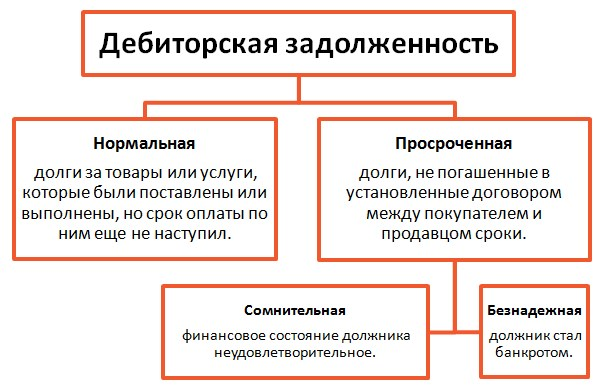 Дебиторская задолженность
Нормальная
долги за товары или услуги,
которые были поставлены или
выполнены, но срок оплаты по
ним еще не наступил.
Просроченная
долги, не погашенные в
установленные договором
между покупателем и
продавцом сроки.
Сомнительная
финансовое состояние должника
неудовлетворительное.
Безнадежная
должник стал
банкротом.